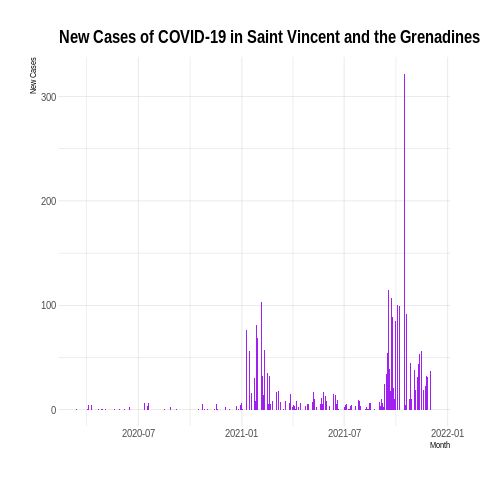 New Cases of COVID-19 in Saint Vincent and the Grenadines
New Cases
300
200
100
0
2020-07
2021-01
2021-07
2022-01
Month